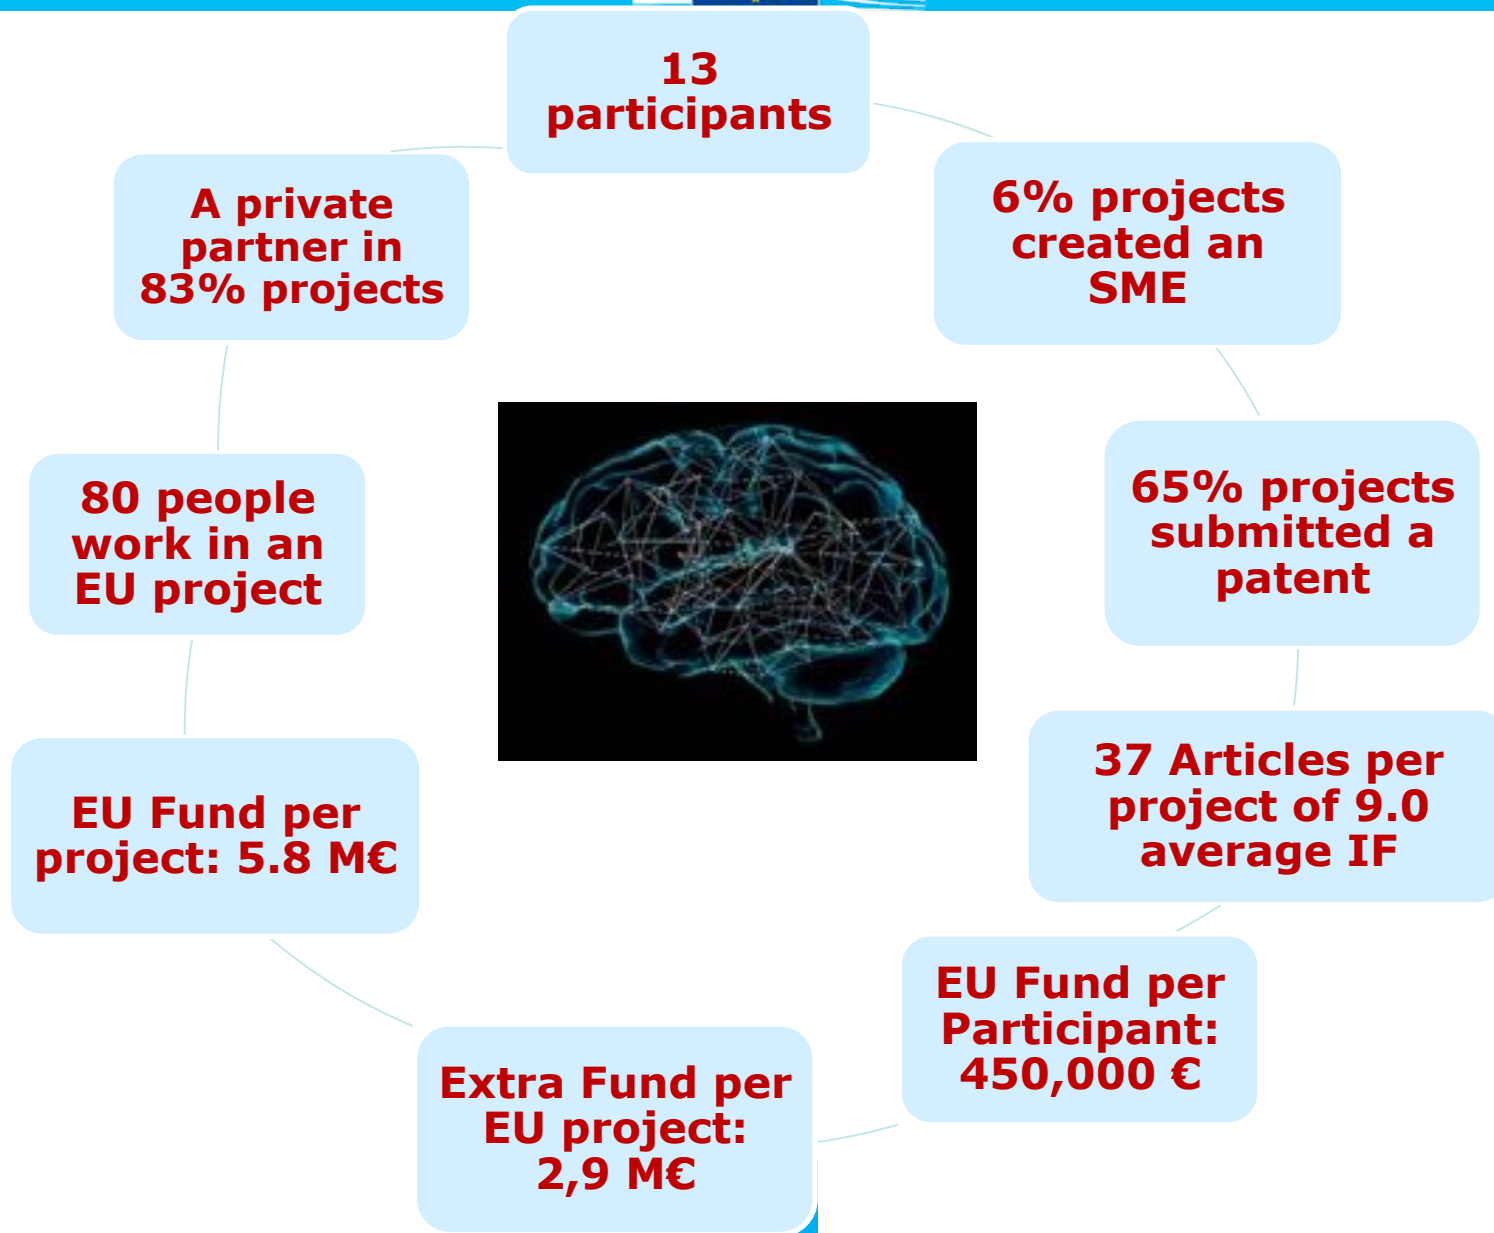 13
participants
6% projects
created an
SME
65% projects
submitted a
patent
37 Articles per
project of 9.0
average IF
EU Fund per
Participant:
450,000 €
Extra Fund per
EU project:
2,9 M€
EU Fund per
project: 5.8 M€
80 people
work in an
EU project
A private
partner in
83% projects